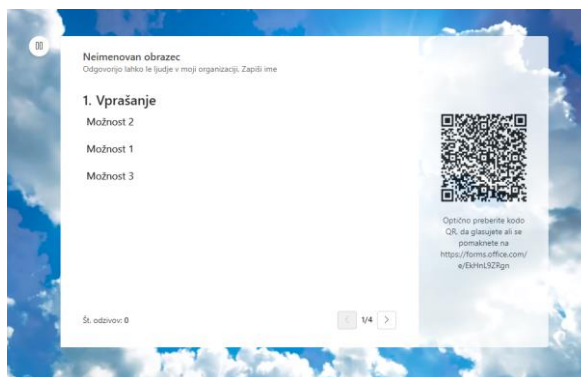 Neimenovan obrazec
Odgovorijo lahko le ljudje v moji organizaciji. Zapiši ime
1. Vprašanje
Možnost 2
Možnost 1
Možnost 3
Optično preberite kodo
QR, da glasujete ali se
pomaknete na
https://forms.office.com/
e/EkHnL9ZRgn
Št. odzivov: 0
1/4